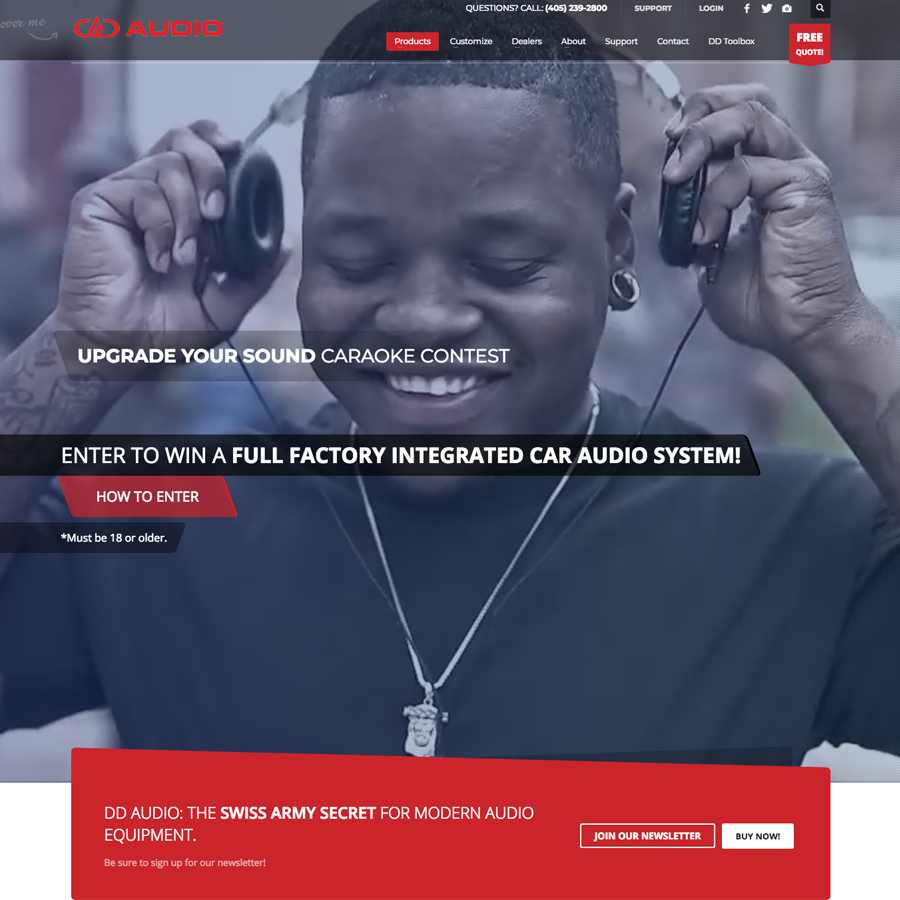 QUESTIONS? CALL: (405) 239-2800
SUPPORT
LOGIN
over me
DD AUDIO
Products
Customize
Dealers
About
Support
Contact
DD Toolbox
FREE
QUOTE!
UPGRADE YOUR SOUND CARAOKE CONTEST
ENTER TO WIN A FULL FACTORY INTEGRATED CAR AUDIO SYSTEM!
HOW TO ENTER
*Must be 18 or older.
DD AUDIO: THE SWISS ARMY SECRET FOR MODERN AUDIO
EQUIPMENT.
Be sure to sign up for our newsletter!
JOIN OUR NEWSLETTER
BUY NOW!